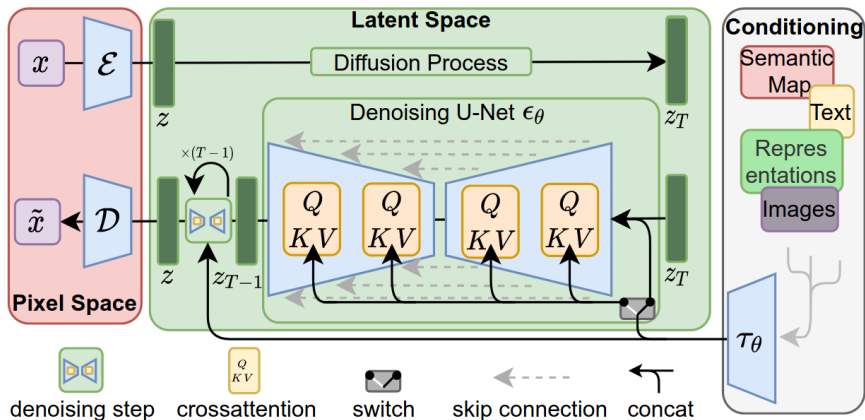 Latent Space
Conditioning
x
ℰ
Diffusion Process
z
z_T
Semantic
Map
Text
Repres
entations
Images
Denoising U-Net ϵ_θ
×(T−1)
x̃
𝒟
Q
KV
Q
KV
Q
KV
Q
KV
z
z_{T−1}
z_T
Pixel Space
τ_θ
Q
KV
denoising step
crossattention
switch
skip connection
concat